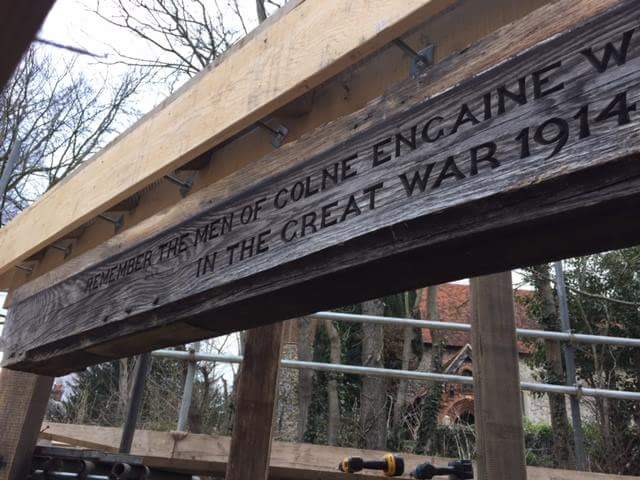 REMEMBER THE MEN OF COLNE ENGAINE W
IN THE GREAT WAR 1914